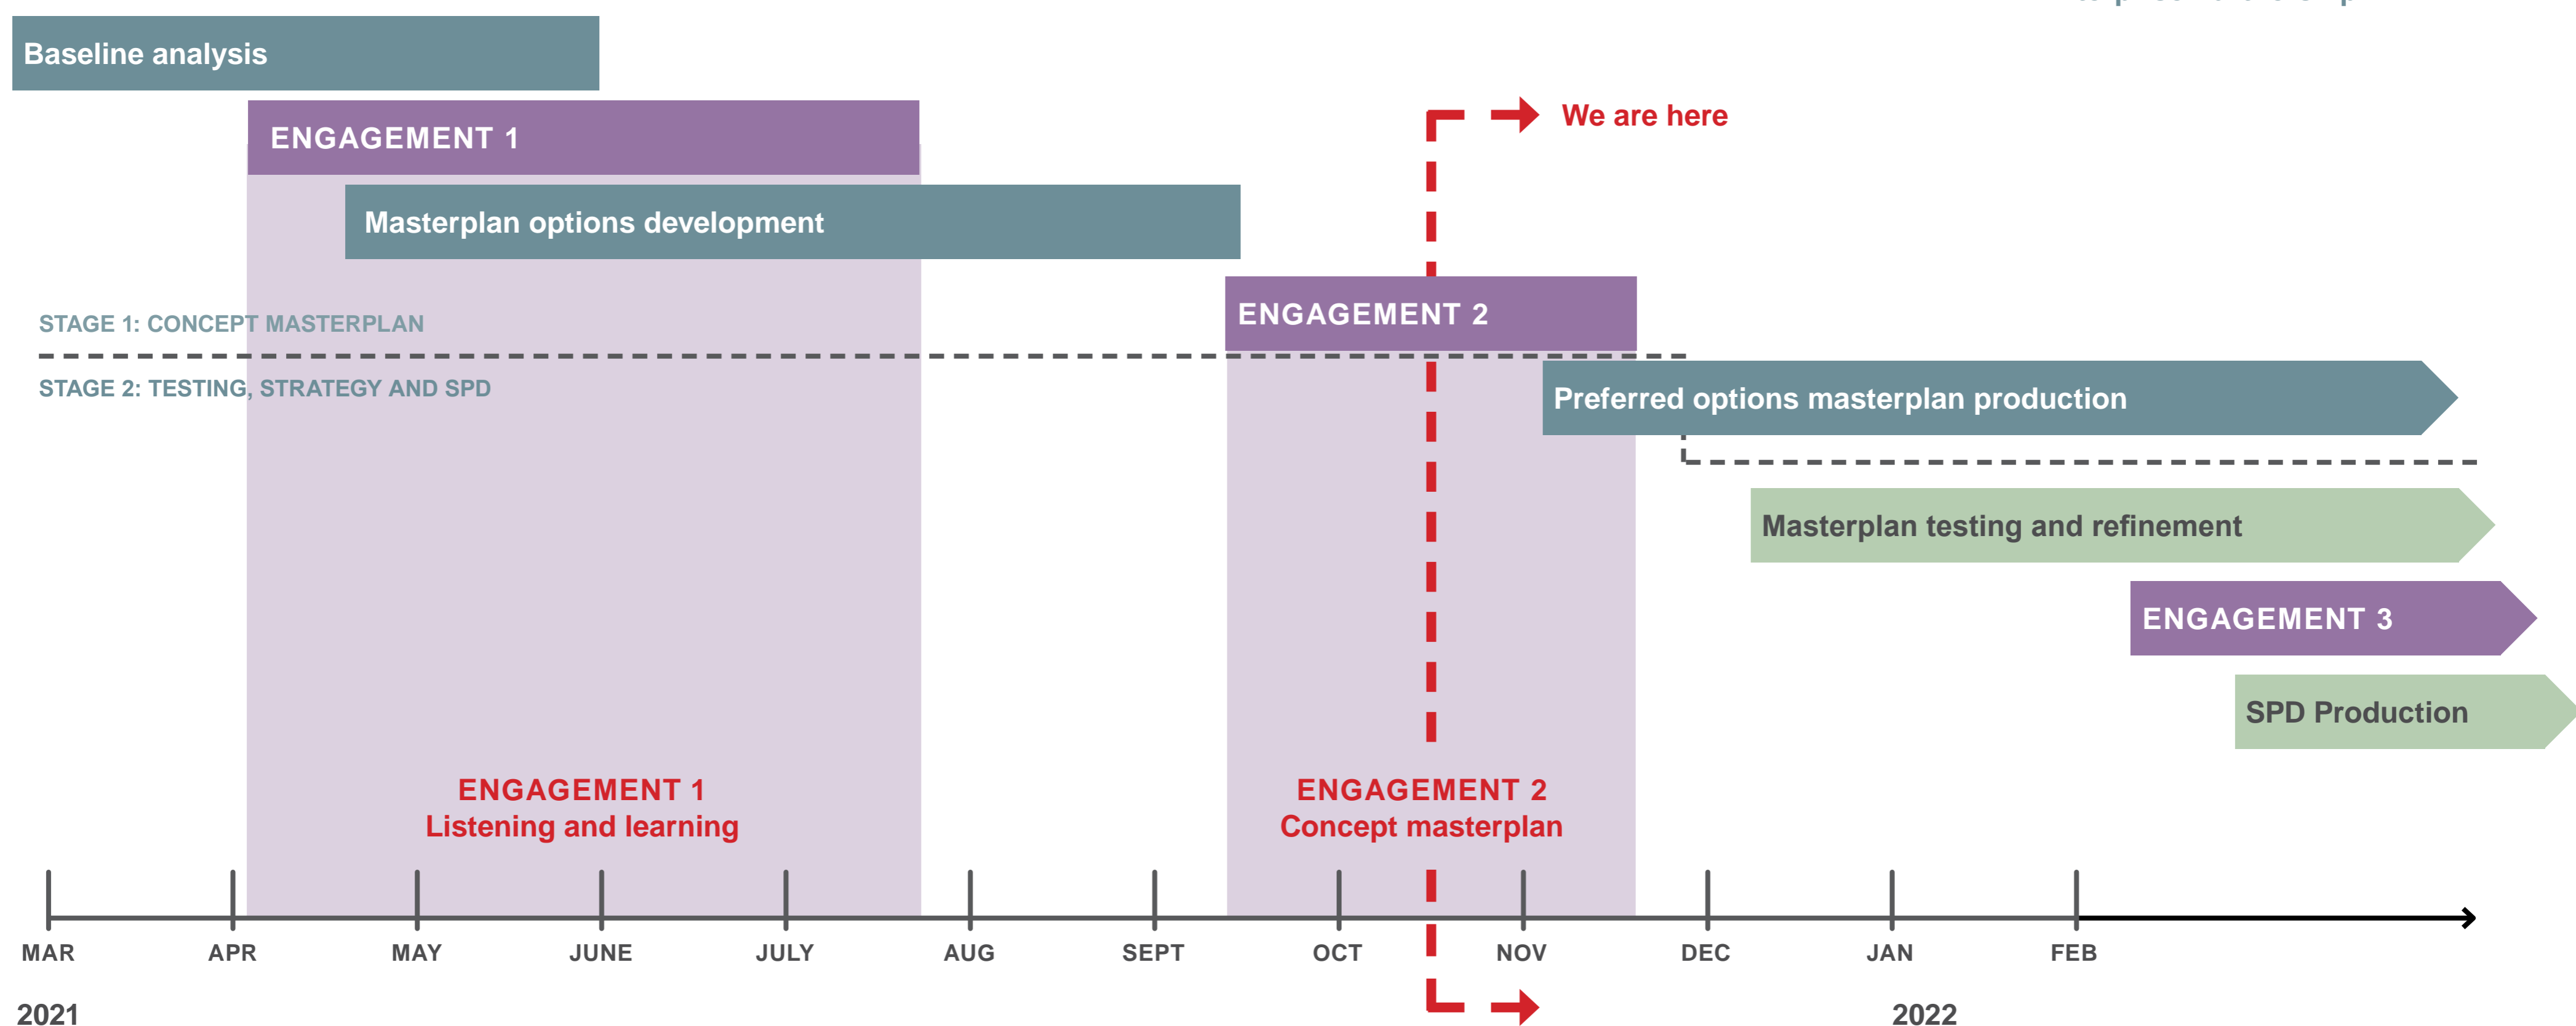 Baseline analysis
ENGAGEMENT 1
We are here
Masterplan options development
ENGAGEMENT 2
STAGE 1: CONCEPT MASTERPLAN
STAGE 2: TESTING, STRATEGY AND SPD
Preferred options masterplan production
Masterplan testing and refinement
ENGAGEMENT 3
SPD Production
ENGAGEMENT 1
Listening and learning
ENGAGEMENT 2
Concept masterplan
MAR APR MAY JUNE JULY AUG SEPT OCT NOV DEC JAN FEB
2021 2022